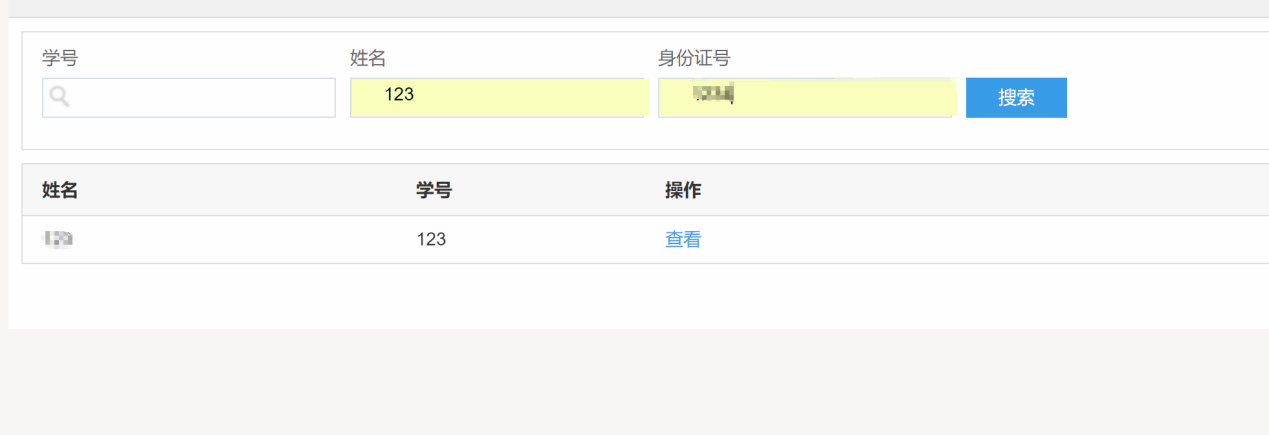 学号 姓名 身份证号
123 搜索
姓名 学号 操作
123 查看